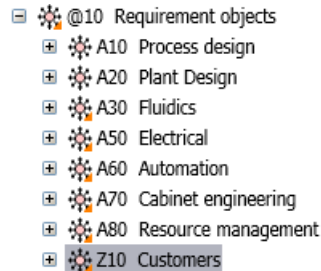 @10 Requirement objects
A10 Process design
A20 Plant Design
A30 Fluidics
A50 Electrical
A60 Automation
A70 Cabinet engineering
A80 Resource management
Z10 Customers